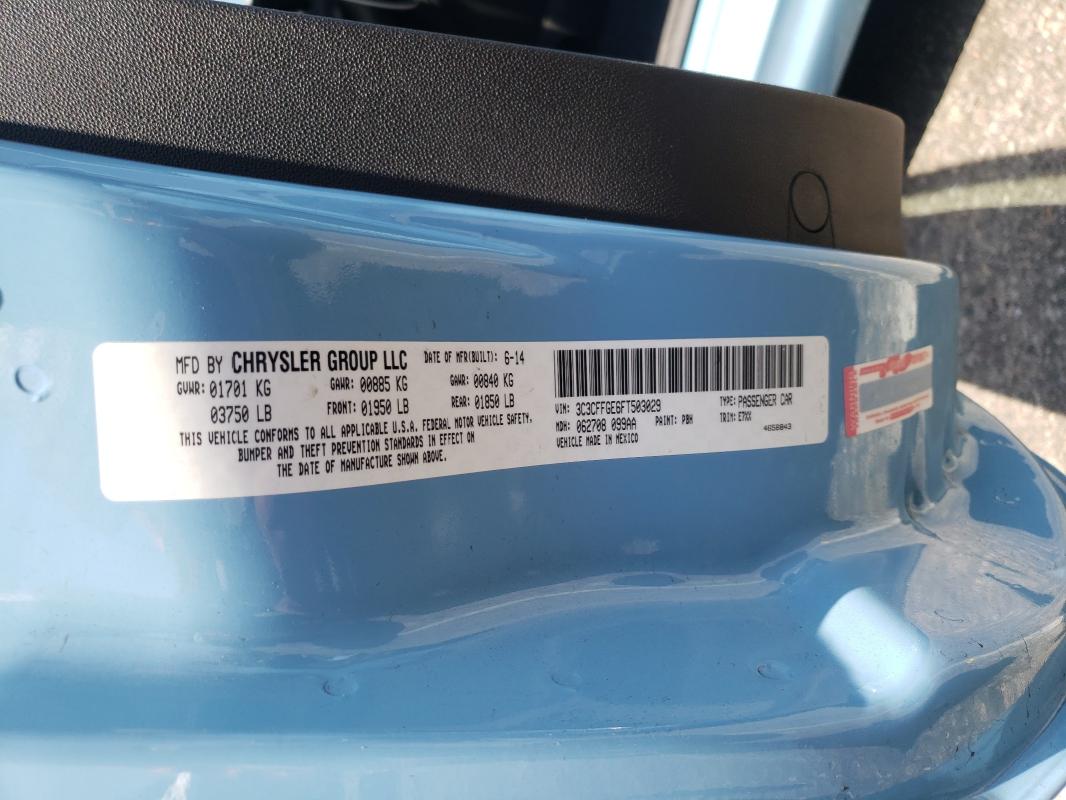 MFD BY CHRYSLER GROUP LLC DATE OF MFR(BUILT): 6-14
GVWR: 01701 KG GAWR: 00885 KG GAWR: 00840 KG
03750 LB FRONT: 01950 LB REAR: 01850 LB
THIS VEHICLE CONFORMS TO ALL APPLICABLE U.S.A. FEDERAL MOTOR VEHICLE SAFETY,
BUMPER AND THEFT PREVENTION STANDARDS IN EFFECT ON
THE DATE OF MANUFACTURE SHOWN ABOVE.
VIN: 3C3CFFGE6FT503029 TYPE: PASSENGER CAR
MDH: 062708 099AA PAINT: PBH TRIM: E7XX
VEHICLE MADE IN MEXICO 4658843
WARNING